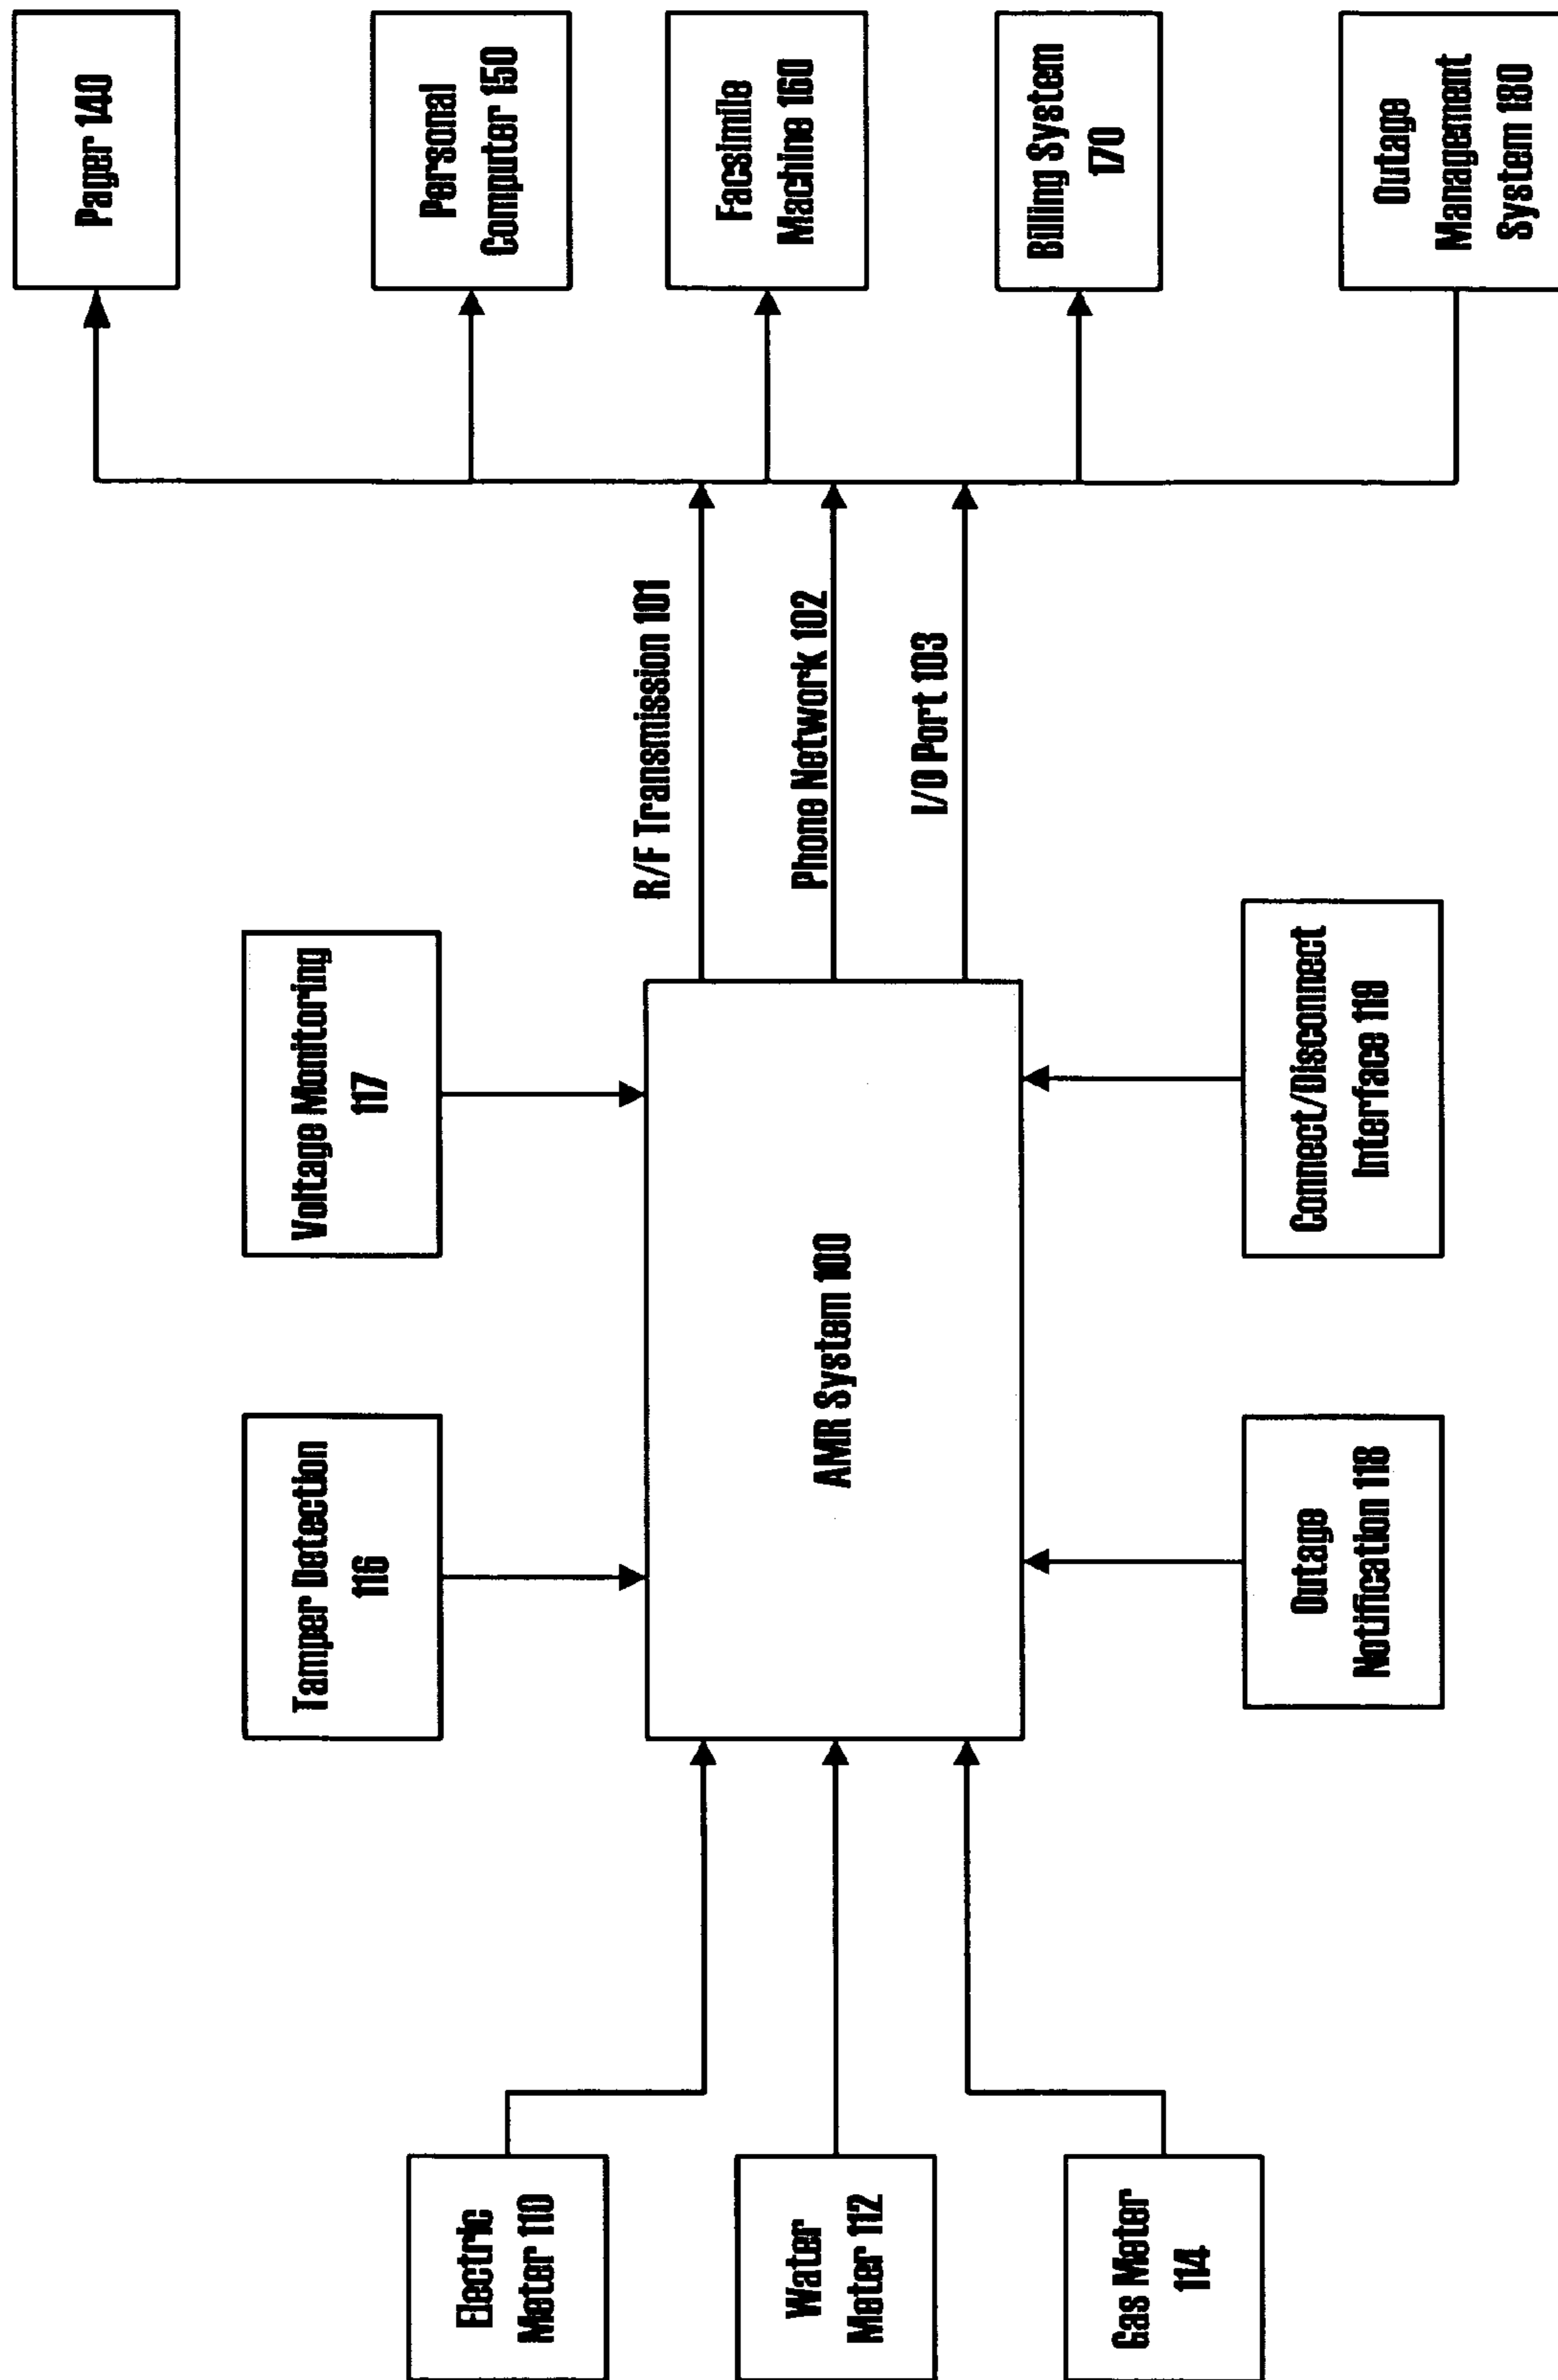 Electric
Meter 110
Water
Meter 112
Gas Meter
114
Tamper Detection
116
Voltage Monitoring
117
AMR System 100
Outage
Notification 118
Connect/Disconnect
Interface 119
R/F Transmission 101
Phone Network 102
I/O Port 103
Pager 140
Personal
Computer 150
Facsimile
Machine 160
Billing System
170
Outage
Management
System 180